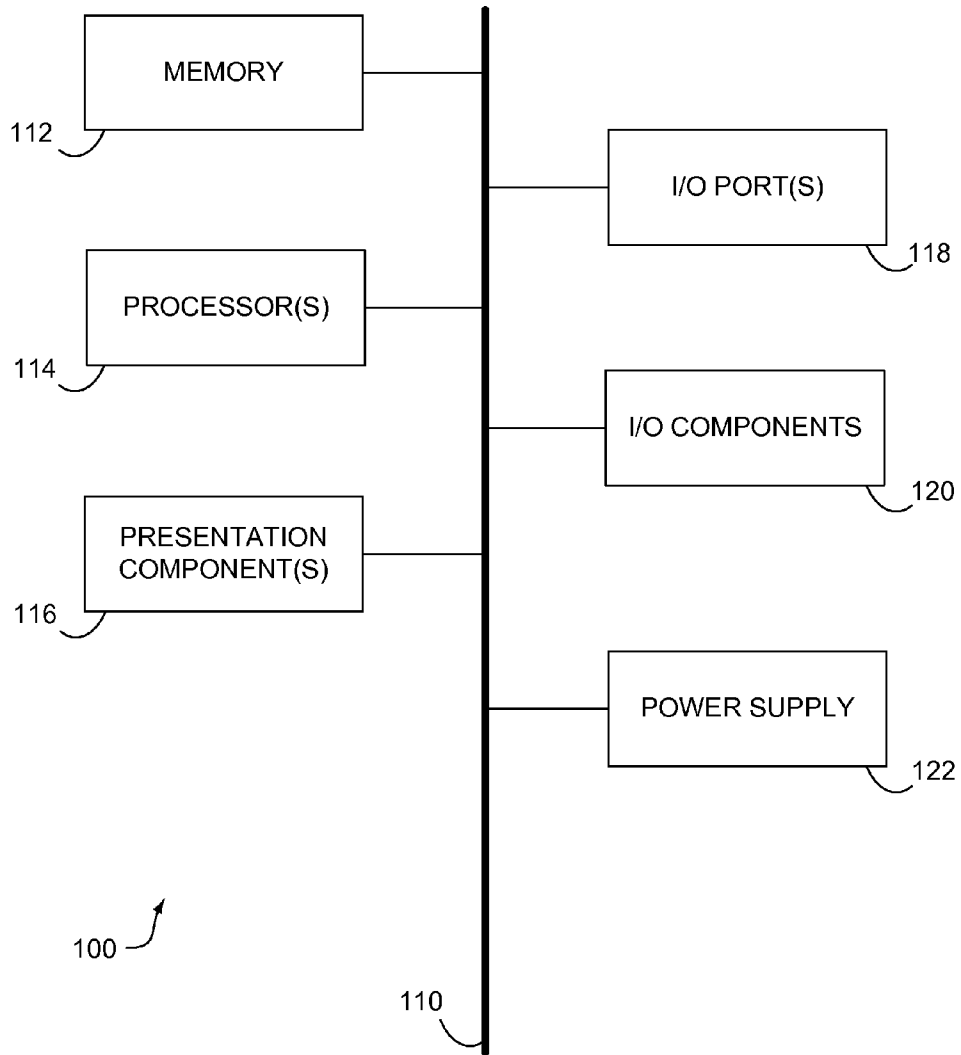 MEMORY
112
I/O PORT(S)
118
PROCESSOR(S)
114
I/O COMPONENTS
120
PRESENTATION
COMPONENT(S)
116
POWER SUPPLY
122
100
110